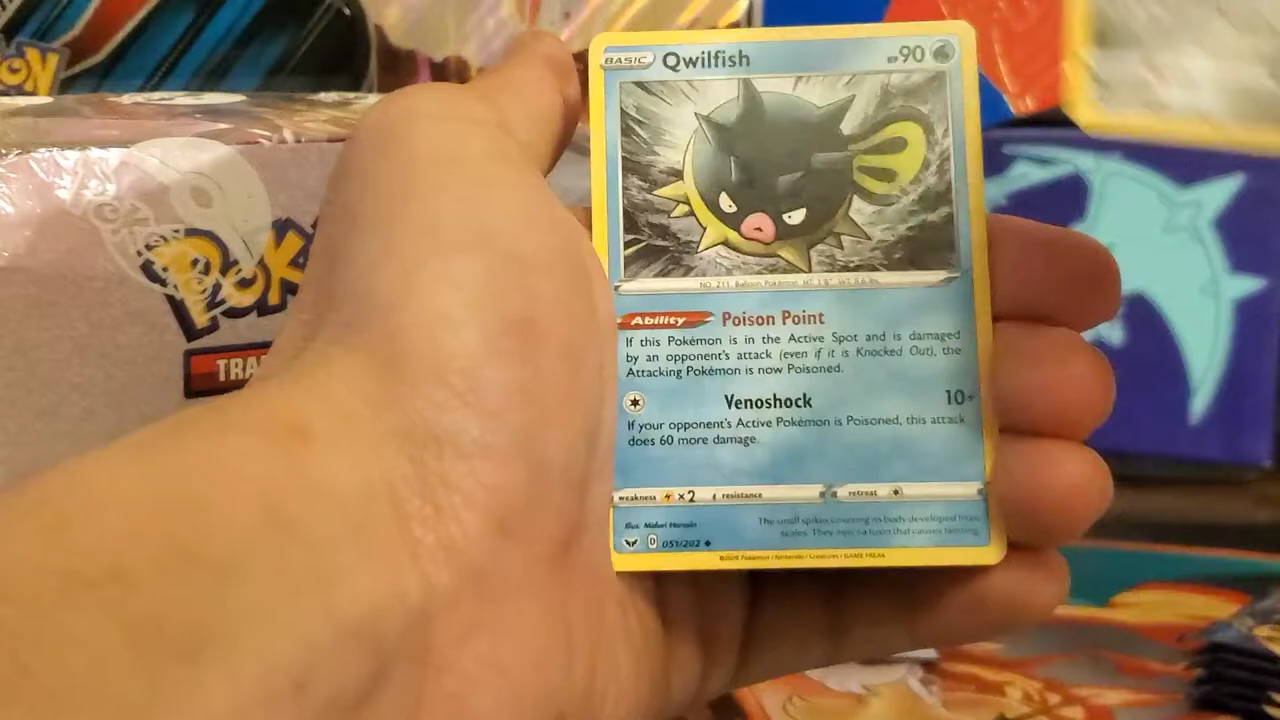 BASIC Qwilfish HP 90
NO. 211 Balloon Pokémon HT: 1'8" WT: 8.6 lbs.
Ability Poison Point
If this Pokémon is in the Active Spot and is damaged
by an opponent's attack (even if it is Knocked Out), the
Attacking Pokémon is now Poisoned.
Venoshock 10+
If your opponent's Active Pokémon is Poisoned, this attack
does 60 more damage.
weakness ×2 resistance retreat
Illus. Midori Harada
The small spikes covering its body developed from
scales. They inject a toxin that causes fainting.
D 051/202
©2020 Pokémon / Nintendo / Creatures / GAME FREAK
ON
POK
TRA